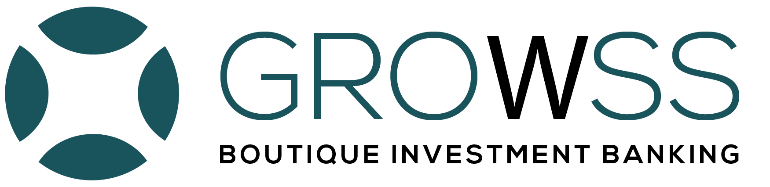 GROWSS
BOUTIQUE INVESTMENT BANKING